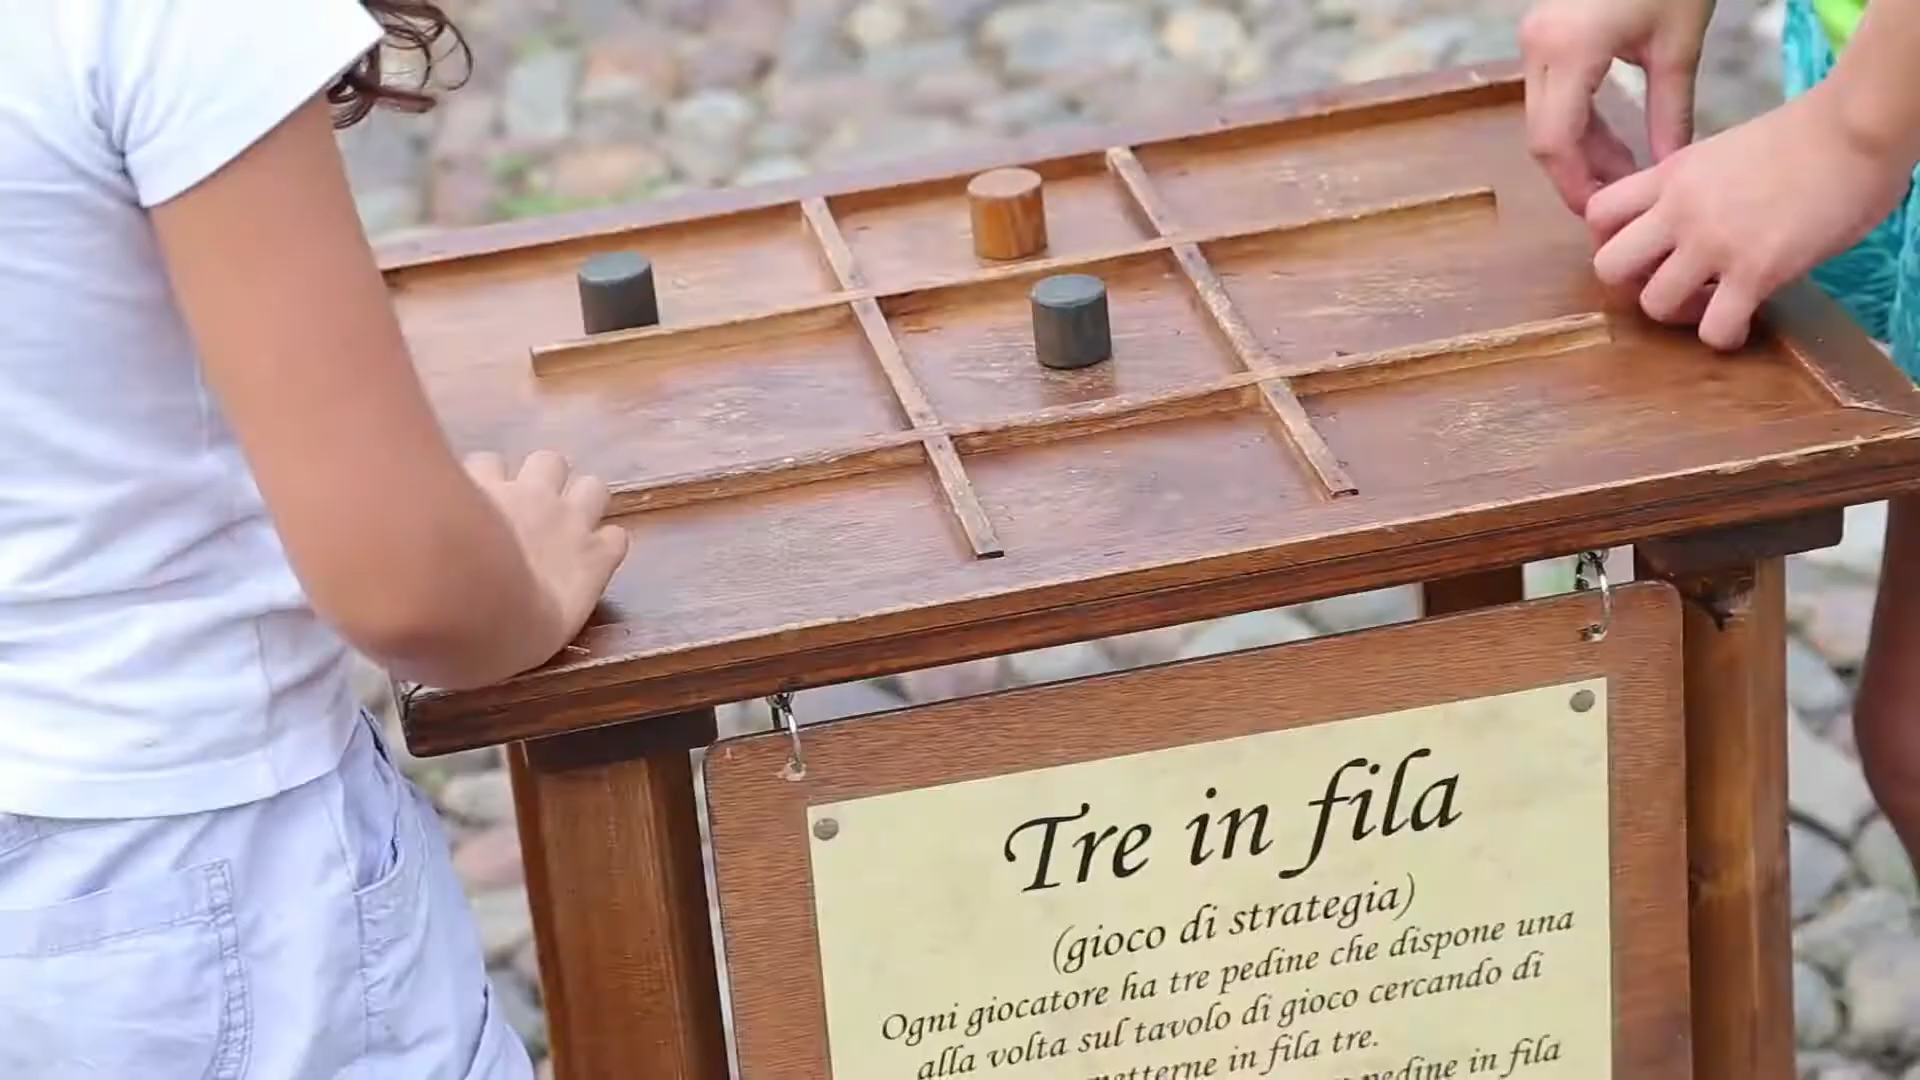 Tre in fila
(gioco di strategia)
Ogni giocatore ha tre pedine che dispone una
alla volta sul tavolo di gioco cercando di
in fila tre.
pedine in fila